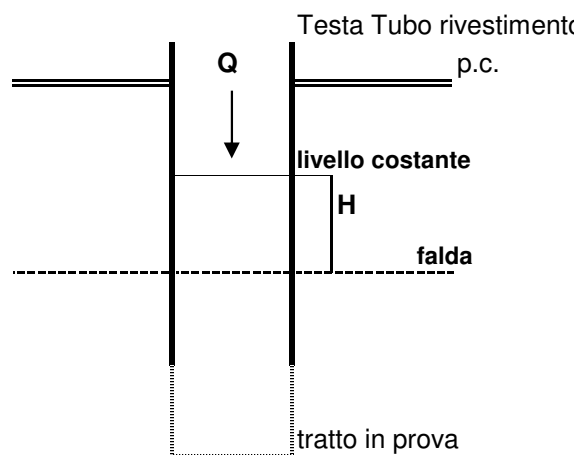 Testa Tubo rivestimento
Q
p.c.
livello costante
H
falda
tratto in prova